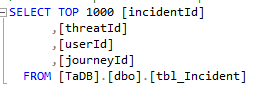 SELECT TOP 1000 [incidentId]
,[threatId]
,[userId]
,[journeyId]
FROM [TaDB].[dbo].[tbl_Incident]